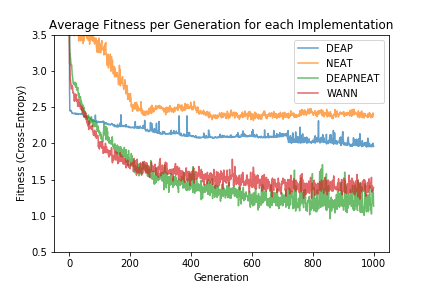 Average Fitness per Generation for each Implementation
3.5
3.0
2.5
2.0
1.5
1.0
0.5
Fitness (Cross-Entropy)
DEAP
NEAT
DEAPNEAT
WANN
0 200 400 600 800 1000
Generation